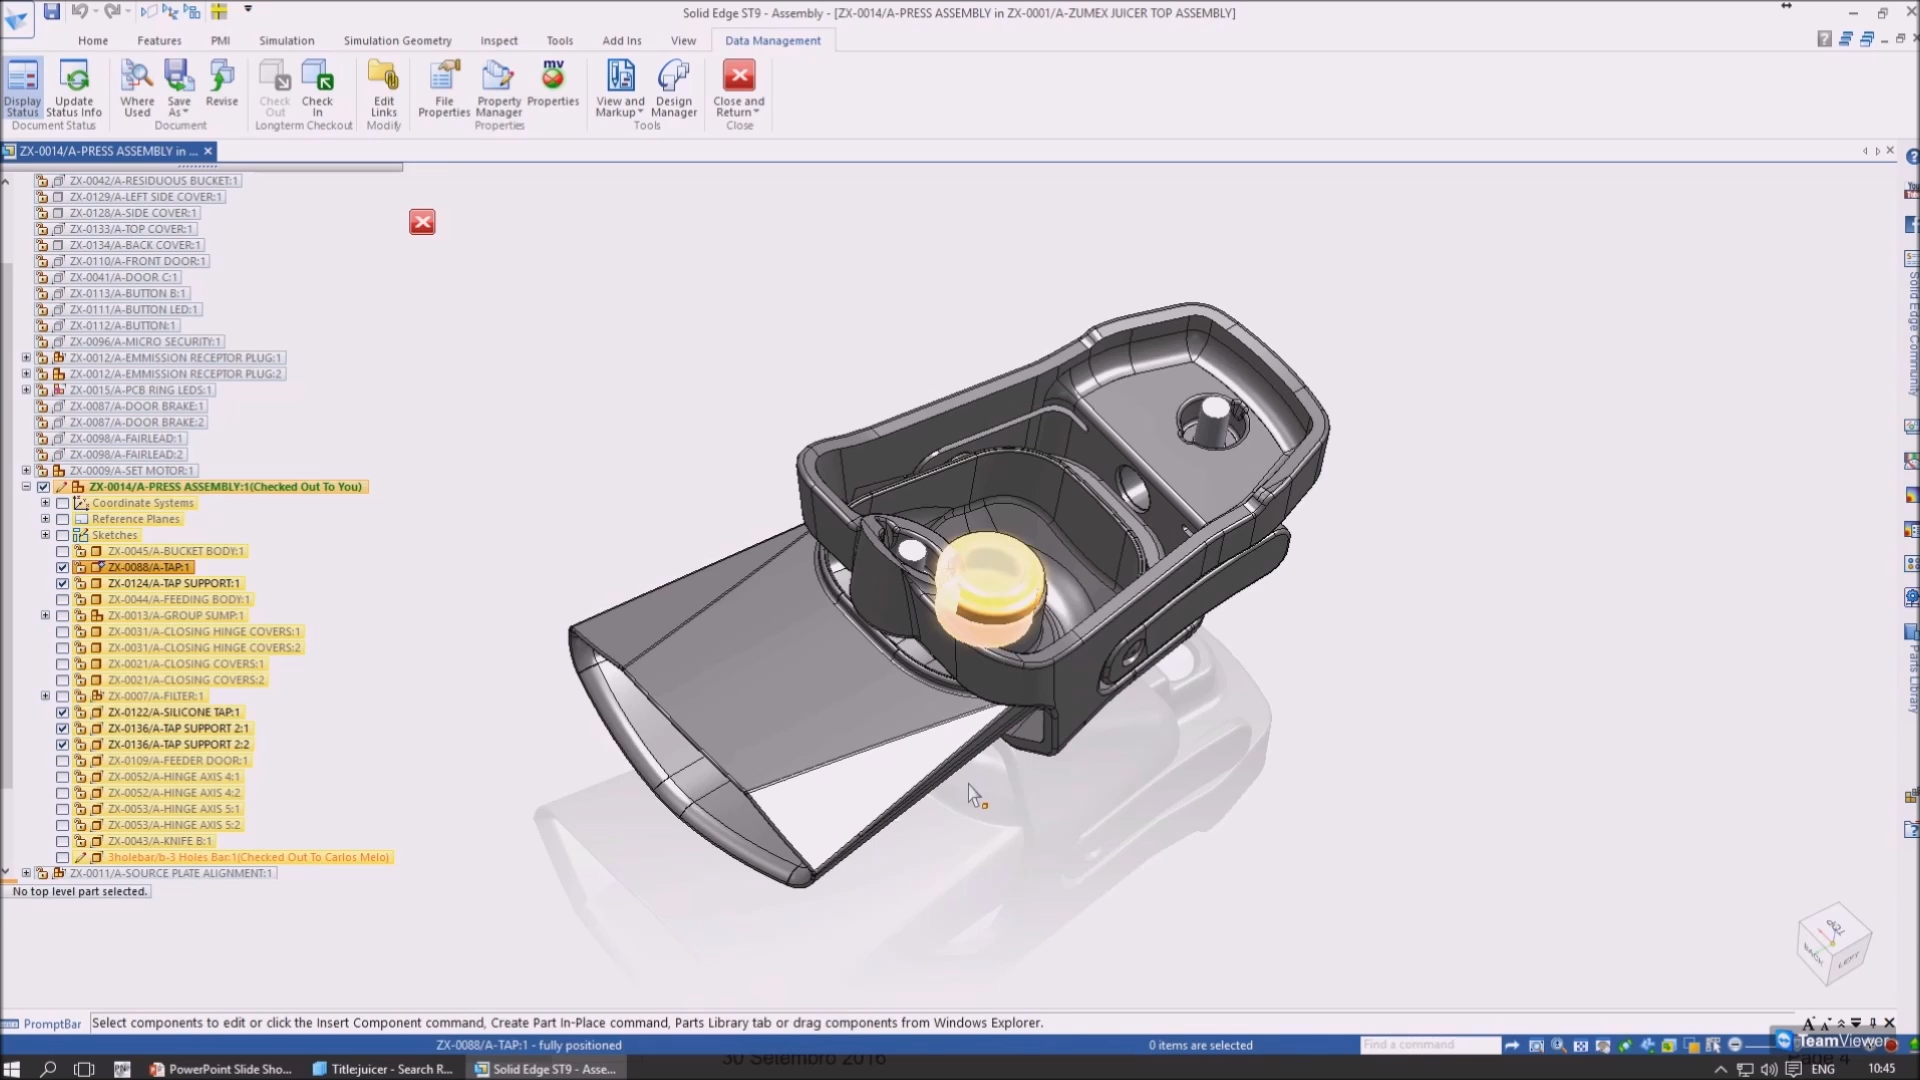 Solid Edge ST9 - Assembly - [ZX-0014/A-PRESS ASSEMBLY in ZX-0001/A-ZUMEX JUICER TOP ASSEMBLY]
Home Features PMI Simulation Simulation Geometry Inspect Tools Add Ins View Data Management
Display Status Update Status Info Where Used Save As Revise Check Out Check In Edit Links File Properties Property Manager mv Properties View and Markup Design Manager Close and Return
Document Status Document Longterm Checkout Modify Properties Tools Close
ZX-0014/A-PRESS ASSEMBLY in ...
ZX-0042/A-RESIDUOUS BUCKET:1
ZX-0129/A-LEFT SIDE COVER:1
ZX-0128/A-SIDE COVER:1
ZX-0133/A-TOP COVER:1
ZX-0134/A-BACK COVER:1
ZX-0110/A-FRONT DOOR:1
ZX-0041/A-DOOR C:1
ZX-0113/A-BUTTON B:1
ZX-0111/A-BUTTON LED:1
ZX-0112/A-BUTTON:1
ZX-0096/A-MICRO SECURITY:1
ZX-0012/A-EMMISSION RECEPTOR PLUG:1
ZX-0012/A-EMMISSION RECEPTOR PLUG:2
ZX-0015/A-PCB RING LEDS:1
ZX-0087/A-DOOR BRAKE:1
ZX-0087/A-DOOR BRAKE:2
ZX-0098/A-FAIRLEAD:1
ZX-0098/A-FAIRLEAD:2
ZX-0009/A-SET MOTOR:1
ZX-0014/A-PRESS ASSEMBLY:1(Checked Out To You)
Coordinate Systems
Reference Planes
Sketches
ZX-0045/A-BUCKET BODY:1
ZX-0088/A-TAP:1
ZX-0124/A-TAP SUPPORT:1
ZX-0044/A-FEEDING BODY:1
ZX-0013/A-GROUP SUMP:1
ZX-0031/A-CLOSING HINGE COVERS:1
ZX-0031/A-CLOSING HINGE COVERS:2
ZX-0021/A-CLOSING COVERS:1
ZX-0021/A-CLOSING COVERS:2
ZX-0007/A-FILTER:1
ZX-0122/A-SILICONE TAP:1
ZX-0136/A-TAP SUPPORT 2:1
ZX-0136/A-TAP SUPPORT 2:2
ZX-0109/A-FEEDER DOOR:1
ZX-0052/A-HINGE AXIS 4:1
ZX-0052/A-HINGE AXIS 4:2
ZX-0053/A-HINGE AXIS 5:1
ZX-0053/A-HINGE AXIS 5:2
ZX-0043/A-KNIFE B:1
3holebar/b-3 Holes Bar:1(Checked Out To Carlos Melo)
ZX-0011/A-SOURCE PLATE ALIGNMENT:1
No top level part selected.
Solid Edge Community
Parts Library
TOP
BACK
LEFT
PromptBar Select components to edit or click the Insert Component command, Create Part In-Place command, Parts Library tab or drag components from Windows Explorer.
ZX-0088/A-TAP:1 - fully positioned 0 items are selected Find a command
TeamViewer
30 Setembro 2016
Page 4
PowerPoint Slide Sho... Title:juicer - Search R... Solid Edge ST9 - Asse... ENG 10:45